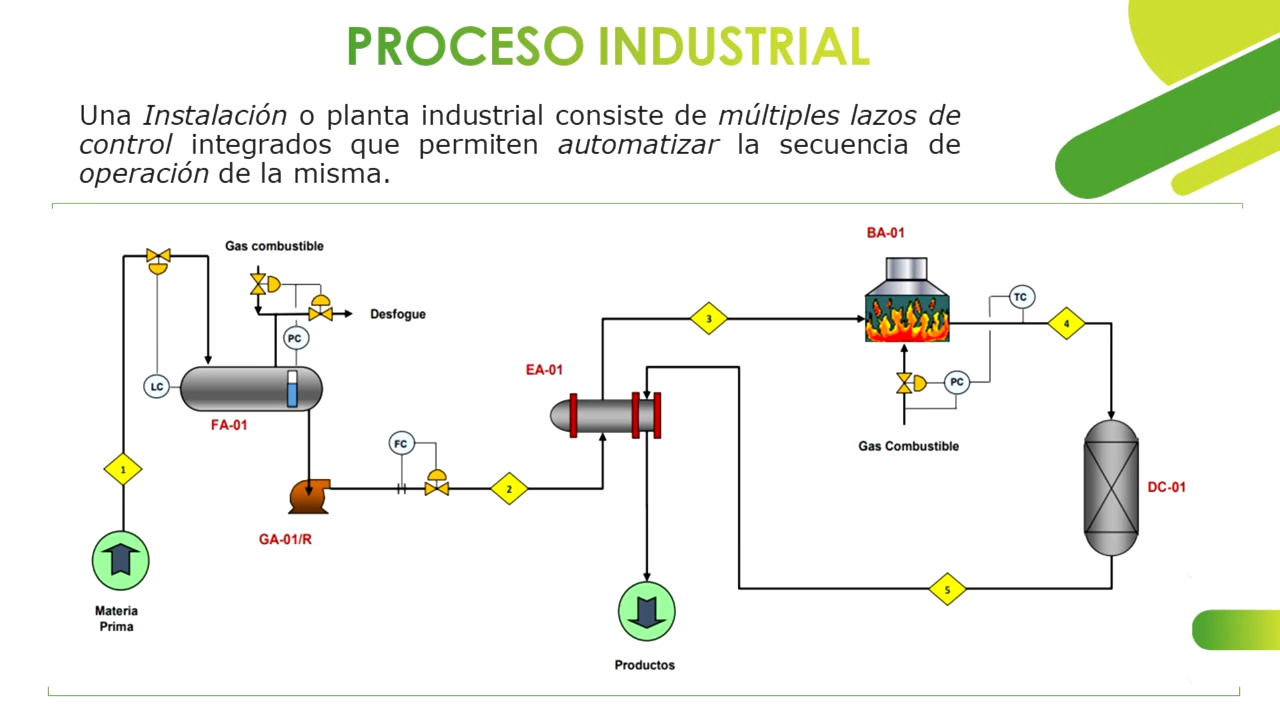 PROCESO INDUSTRIAL
Una Instalación o planta industrial consiste de múltiples lazos de
control integrados que permiten automatizar la secuencia de
operación de la misma.
BA-01
Gas combustible
TC
Desfogue
3
4
PC
EA-01
LC
PC
FA-01
FC
Gas Combustible
1
2
DC-01
GA-01/R
5
Materia
Prima
Productos